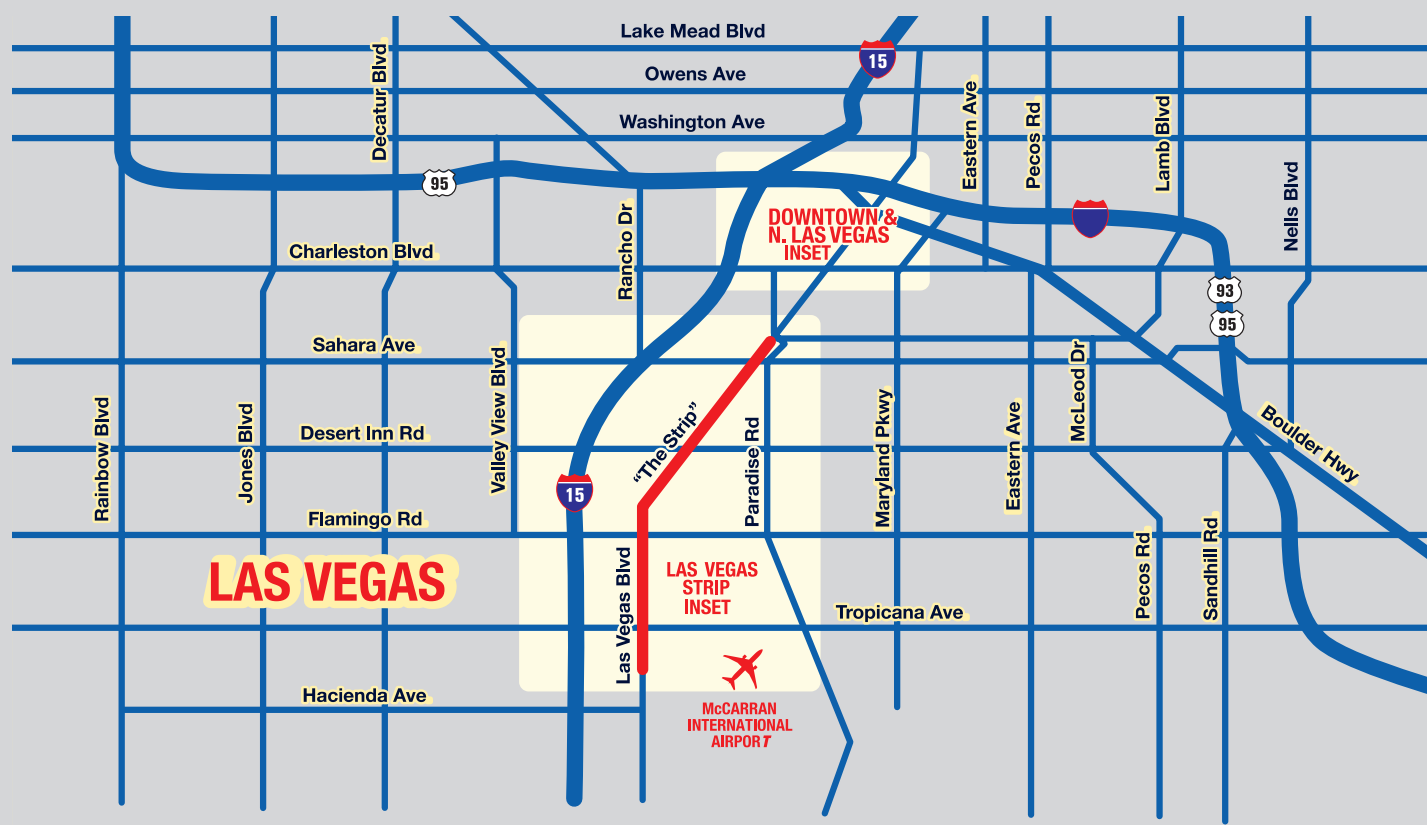 Lake Mead Blvd
15
Owens Ave
Washington Ave
Decatur Blvd
Eastern Ave
Pecos Rd
Lamb Blvd
Nells Blvd
95
Rancho Dr
DOWNTOWN &
N. LAS VEGAS
INSET
Charleston Blvd
93
95
Sahara Ave
Valley View Blvd
McLeod Dr
Rainbow Blvd
Jones Blvd
Desert Inn Rd
"The Strip"
Paradise Rd
Maryland Pkwy
Eastern Ave
Boulder Hwy
15
Flamingo Rd
LAS VEGAS
Las Vegas Blvd
LAS VEGAS
STRIP
INSET
Pecos Rd
Sandhill Rd
Tropicana Ave
Hacienda Ave
McCARRAN
INTERNATIONAL
AIRPORT